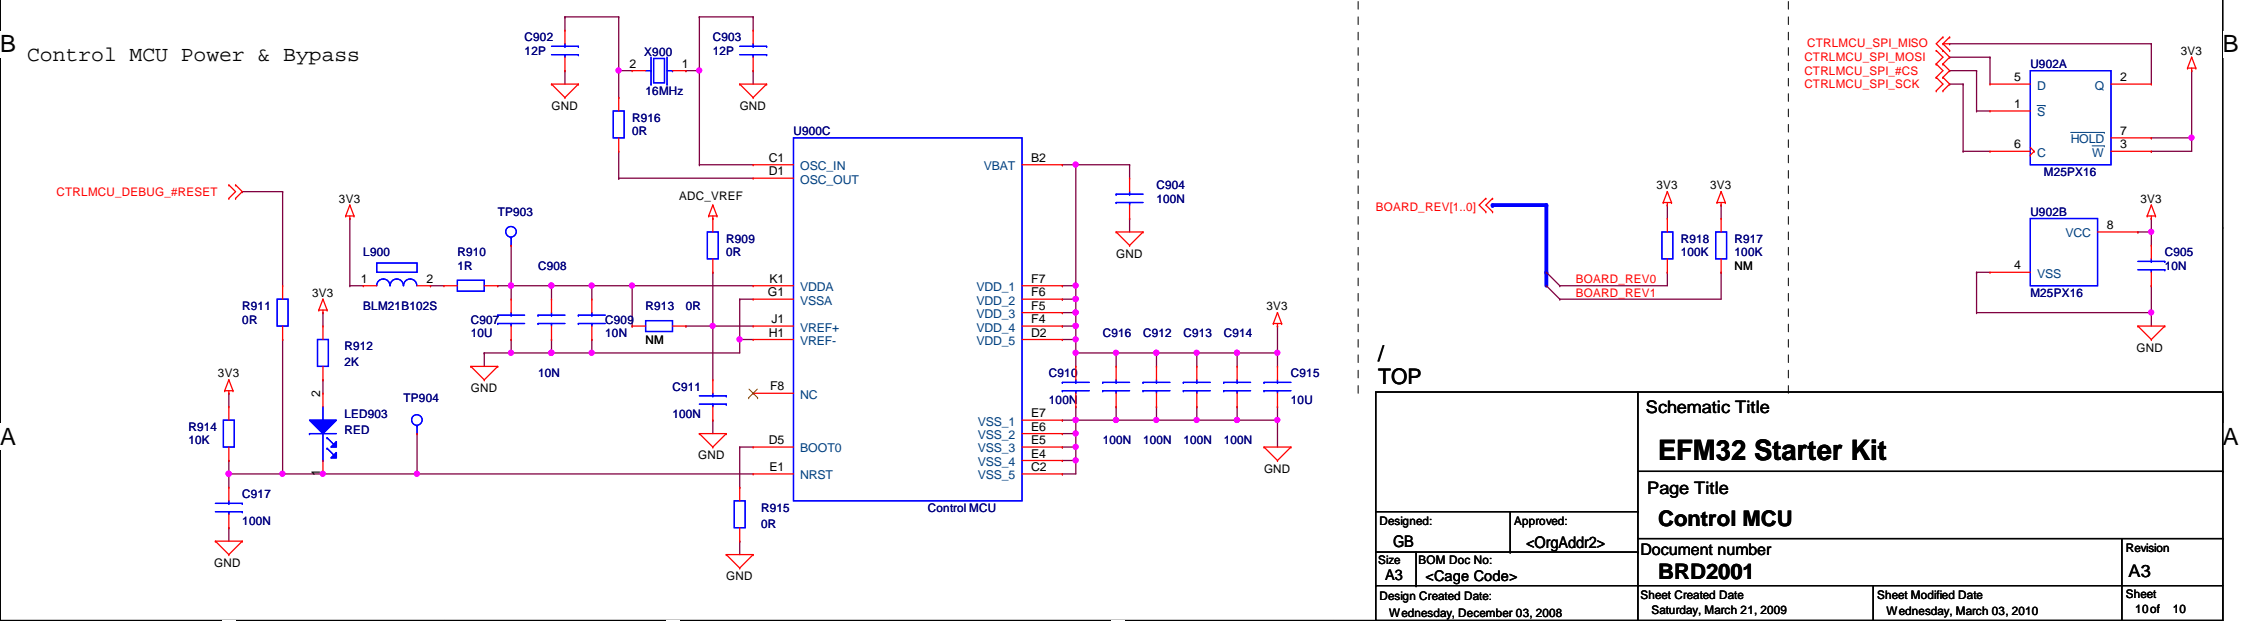 B
Control MCU Power & Bypass
C902
12P
GND
2
X900
1
16MHz
C903
12P
GND
R916
0R
U900C
C1
OSC_IN
D1
OSC_OUT
VBAT
B2
CTRLMCU_DEBUG_#RESET
3V3
TP903
ADC_VREF
R909
0R
C904
100N
GND
L900
1
2
BLM21B102S
R910
1R
C908
K1
VDDA
G1
VSSA
J1
VREF+
H1
VREF-
VDD_1
F7
VDD_2
F6
VDD_3
F5
VDD_4
F4
VDD_5
D2
R911
0R
3V3
R912
2K
C907
10U
C909
10N
10N
R913 0R
NM
GND
C911
100N
GND
F8
NC
3V3
C916
C912
C913
C914
C910
100N
100N
100N
100N
100N
C915
10U
GND
3V3
R914
10K
2
LED903
RED
TP904
VSS_1
E7
VSS_2
E6
VSS_3
E5
VSS_4
E4
VSS_5
C2
D5
BOOT0
E1
NRST
C917
100N
GND
R915
0R
GND
Control MCU
A
BOARD_REV[1..0]
3V3
3V3
R918
100K
R917
100K
NM
BOARD_REV0
BOARD_REV1
/
TOP
CTRLMCU_SPI_MISO
CTRLMCU_SPI_MOSI
CTRLMCU_SPI_#CS
CTRLMCU_SPI_SCK
U902A
5
D
Q
2
1
S
HOLD
7
6
C
W
3
M25PX16
3V3
B
U902B
VCC
8
4
VSS
M25PX16
3V3
C905
10N
GND
A
Schematic Title
EFM32 Starter Kit
Page Title
Control MCU
Designed:
GB
Approved:
<OrgAddr2>
Size
A3
BOM Doc No:
<Cage Code>
Document number
BRD2001
Revision
A3
Design Created Date:
Wednesday, December 03, 2008
Sheet Created Date
Saturday, March 21, 2009
Sheet Modified Date
Wednesday, March 03, 2010
Sheet
10 of 10